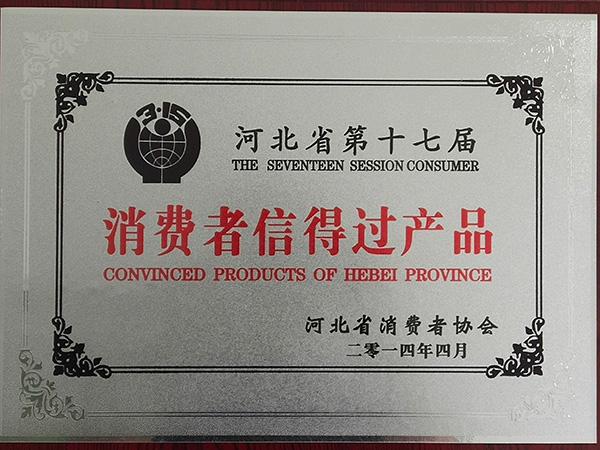 3·15
河北省第十七届
THE SEVENTEEN SESSION CONSUMER
消费者信得过产品
CONVINCED PRODUCTS OF HEBEI PROVINCE
河北省消费者协会
二零一四年四月